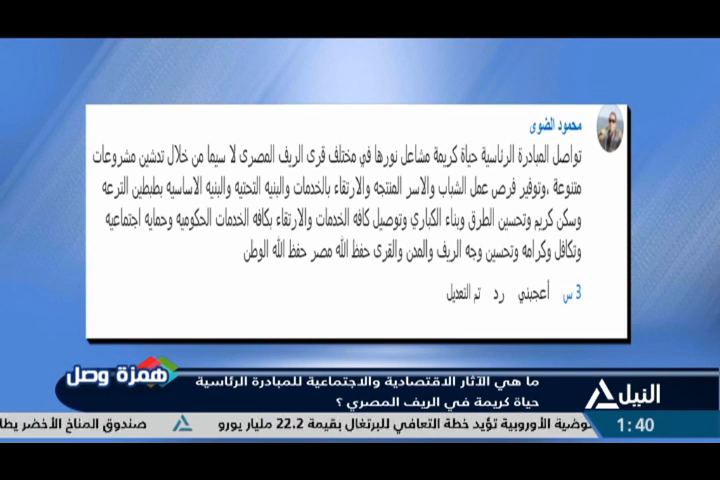 محمود الضوى
تواصل المبادرة الرئاسية حياة كريمة مشاعل نورها في مختلف قرى الريف المصرى لا سيما من خلال تدشين مشروعات
متنوعة ،وتوفير فرص عمل الشباب والاسر المنتجه والارتقاء بالخدمات والبنيه التحتيه والبنيه الاساسيه بطبطين الترعه
وسكن كريم وتحسين الطرق وبناء الكباري وتوصيل كافه الخدمات والارتقاء بكافه الخدمات الحكوميه وحمايه اجتماعيه
وتكافل وكرامه وتحسين وجه الريف والمدن والقرى حفظ الله مصر حفظ الله الوطن
3 س أعجبني رد تم التعديل
همزة وصل
ما هي الآثار الاقتصادية والاجتماعية للمبادرة الرئاسية
حياة كريمة في الريف المصري ؟
النيل
1:40
وضية الأوروبية تؤيد خطة التعافي للبرتغال بقيمة 22.2 مليار يورو
صندوق المناخ الأخضر